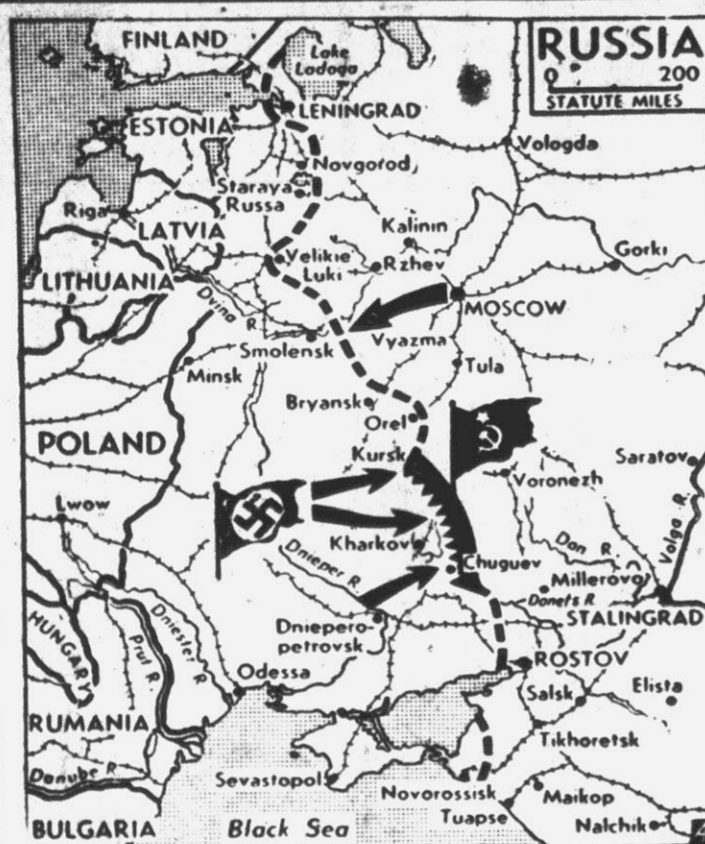 RUSSIA
0 200
STATUTE MILES
FINLAND
Lake
Ladoga
LENINGRAD
ESTONIA
Vologda
Novgorod
Staraya
Russa
Riga
LATVIA
Kalinin
Gorki
Velikie
Luki
Rzhev
LITHUANIA
Dvina R.
MOSCOW
Smolensk
Vyazma
Minsk
Tula
Bryansk
Orel
POLAND
Kursk
Saratov
Voronezh
Lwow
Volga R.
Kharkov
Don R.
Dnieper R.
Chuguev
Millerovo
Donets R.
STALINGRAD
Dniepero-
petrovsk
HUNGARY
Dniester R.
Prut R.
ROSTOV
Odessa
Salsk
Elista
RUMANIA
Tikhoretsk
Danube R.
Sevastopol
Novorossisk
Maikop
Tuapse
BULGARIA
Black Sea
Nalchik